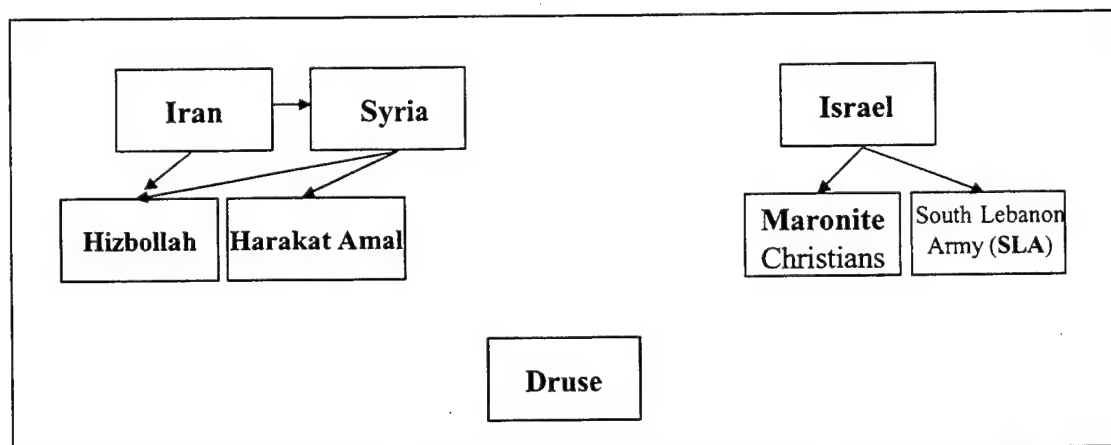 Iran
Syria
Israel
Hizbollah
Harakat Amal
Maronite
Christians
South Lebanon
Army (SLA)
Druse